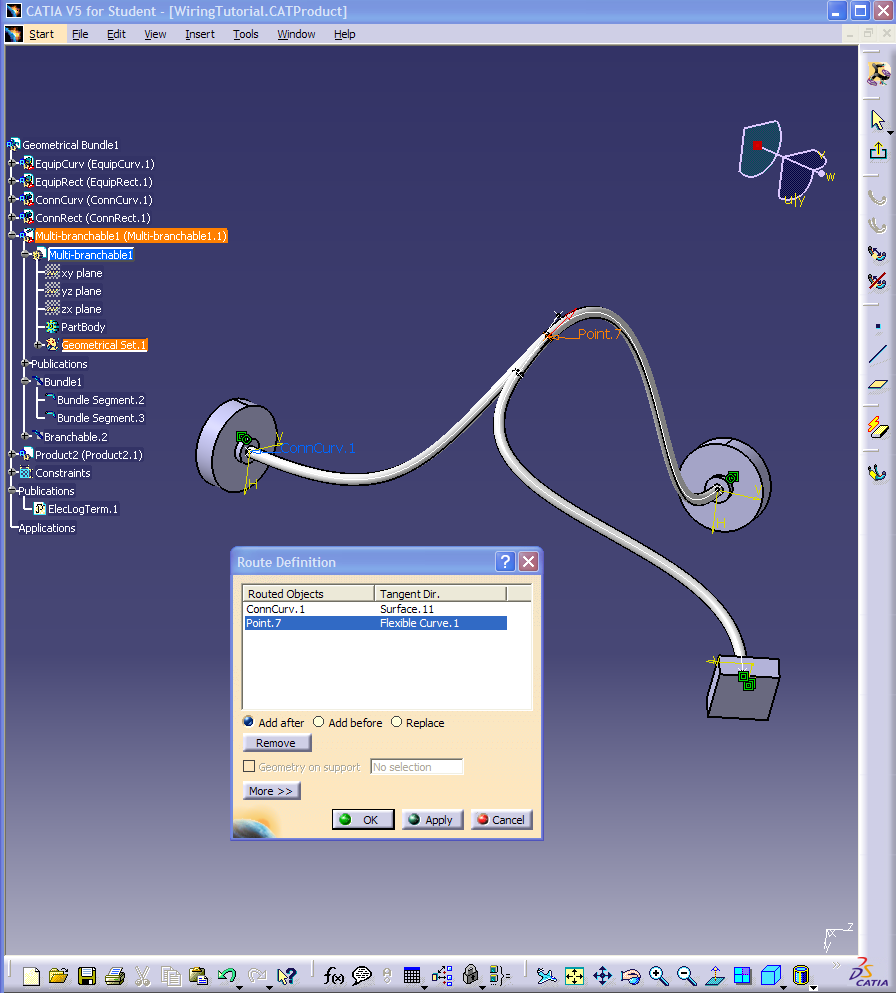 CATIA V5 for Student - [WiringTutorial.CATProduct]
Start File Edit View Insert Tools Window Help
Geometrical Bundle1
EquipCurv (EquipCurv.1)
EquipRect (EquipRect.1)
ConnCurv (ConnCurv.1)
ConnRect (ConnRect.1)
Multi-branchable1 (Multi-branchable1.1)
Multi-branchable1
xy plane
yz plane
zx plane
PartBody
Geometrical Set.1
Publications
Bundle1
Bundle Segment.2
Bundle Segment.3
Branchable.2
Product2 (Product2.1)
Constraints
Publications
ElecLogTerm.1
Applications
w
Point.7
ConnCurv.1
H
H
Route Definition
Routed Objects Tangent Dir.
ConnCurv.1 Surface.11
Point.7 Flexible Curve.1
Add after Add before Replace
Remove
Geometry on support No selection
More >>
OK Apply Cancel
z
x
y
f(x)
CATIA